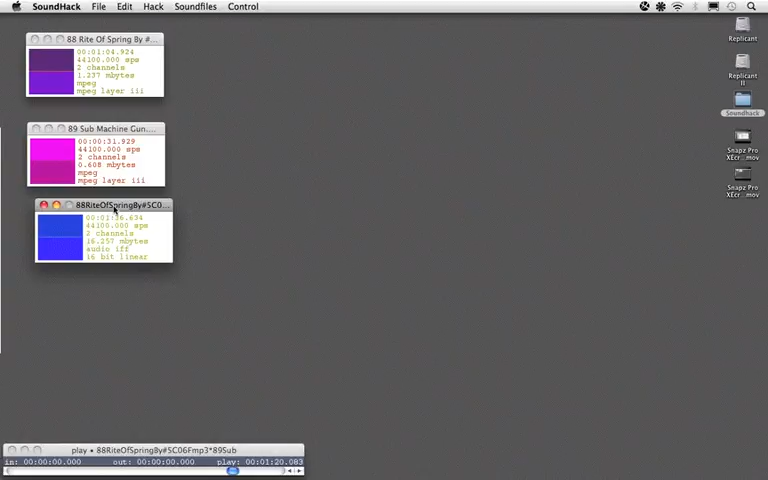 SoundHack File Edit Hack Soundfiles Control
88 Rite Of Spring By #...
00:01:04.924
44100.000 sps
2 channels
1.237 mbytes
mpeg
mpeg layer iii
89 Sub Machine Gun....
00:00:31.929
44100.000 sps
2 channels
0.608 mbytes
mpeg
mpeg layer iii
88RiteOfSpringBy#5C0...
44100.000 sps
2 channels
16.257 mbytes
audio iff
16 bit linear
Replicant
Replicant
II
Soundhack
Snapz Pro
XEcr...mov
Snapz Pro
XEcr...mov
play • 88RiteOfSpringBy#5C06Fmp3*89Sub
in: 00:00:00.000 out: 00:00:00.000 play: 00:01:20.083